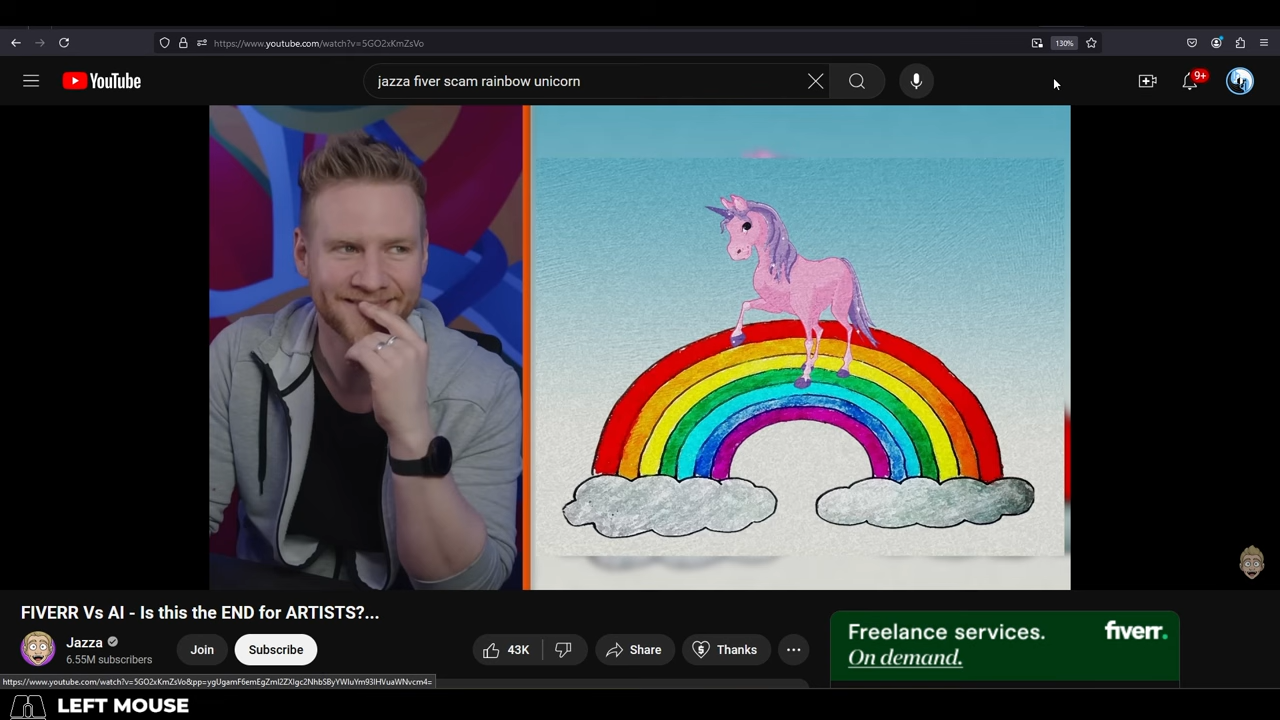 https://www.youtube.com/watch?v=5GO2xKmZsVo
130%
YouTube
jazza fiver scam rainbow unicorn
9+
FIVERR Vs AI - Is this the END for ARTISTS?...
Jazza
6.55M subscribers
Join
Subscribe
43K
Share
Thanks
Freelance services.
On demand.
fiverr.
LEFT MOUSE